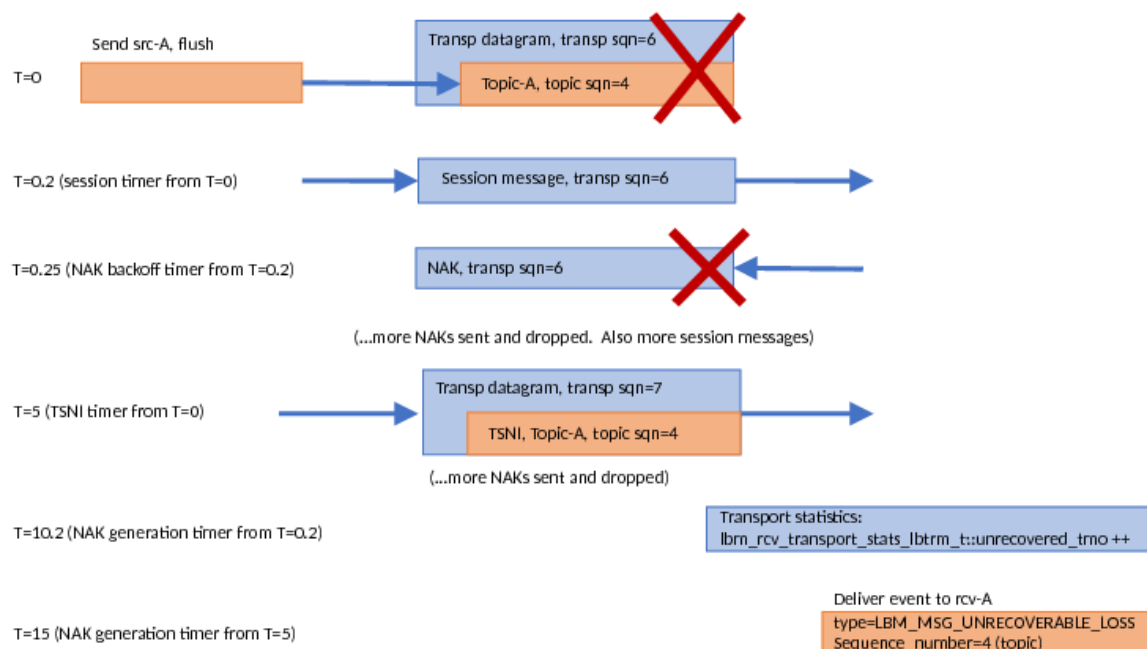 Send src-A, flush
Transp datagram, transp sqn=6
T=0
Topic-A, topic sqn=4
T=0.2 (session timer from T=0)
Session message, transp sqn=6
T=0.25 (NAK backoff timer from T=0.2)
NAK, transp sqn=6
(...more NAKs sent and dropped. Also more session messages)
Transp datagram, transp sqn=7
T=5 (TSNI timer from T=0)
TSNI, Topic-A, topic sqn=4
(...more NAKs sent and dropped)
T=10.2 (NAK generation timer from T=0.2)
Transport statistics:
lbm_rcv_transport_stats_lbtrm_t::unrecovered_tmo ++
Deliver event to rcv-A
T=15 (NAK generation timer from T=5)
type=LBM_MSG_UNRECOVERABLE_LOSS
Sequence_number=4 (topic)